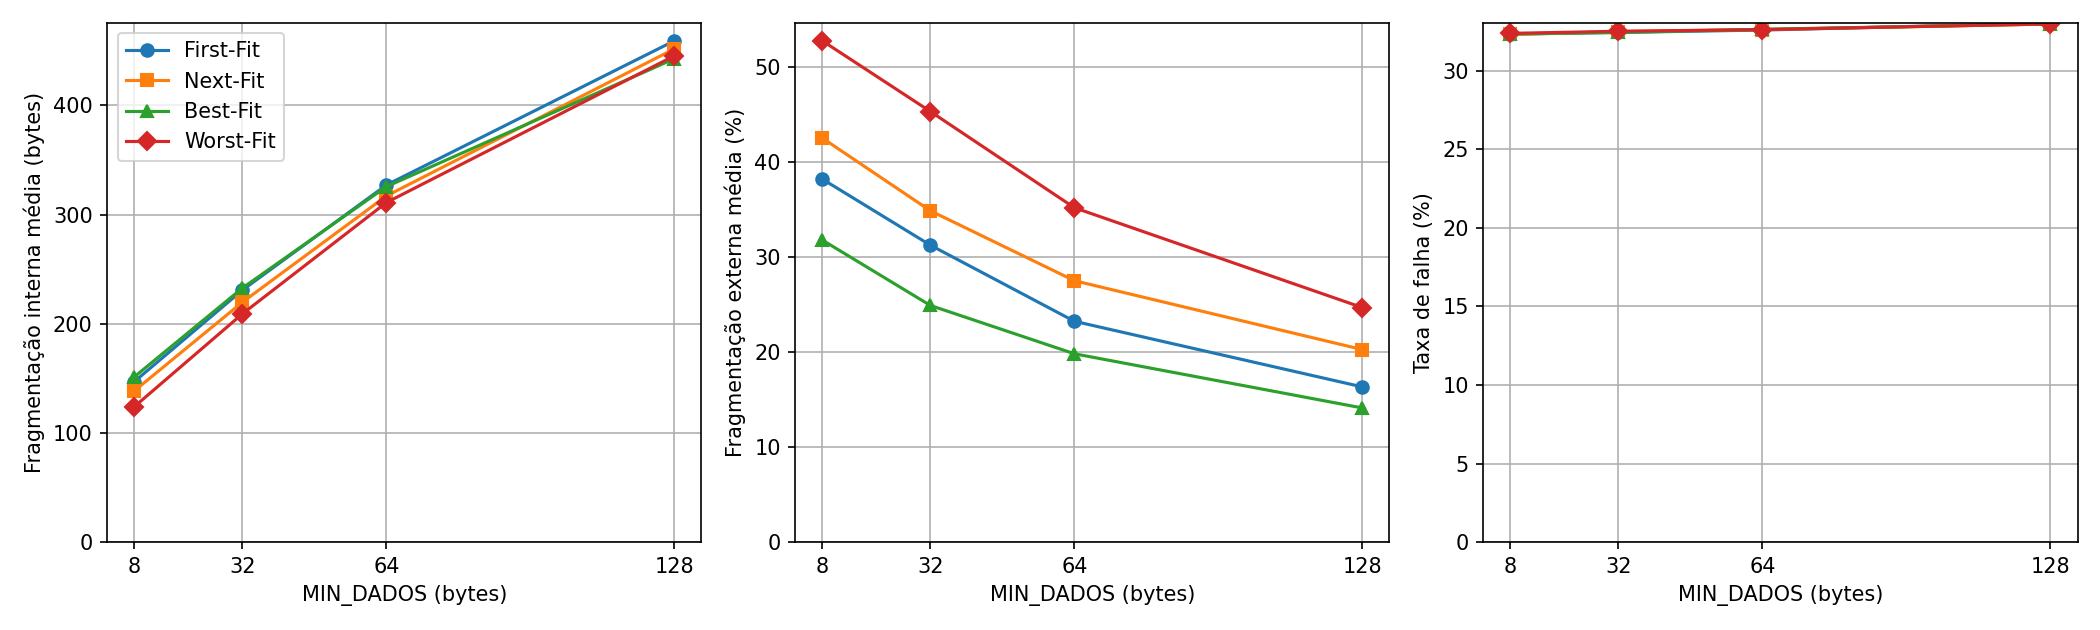 Fragmentação interna média (bytes)
400
300
200
100
0
First-Fit
Next-Fit
Best-Fit
Worst-Fit
8 32 64 128
MIN_DADOS (bytes)
Fragmentação externa média (%)
50
40
30
20
10
0
8 32 64 128
MIN_DADOS (bytes)
Taxa de falha (%)
30
25
20
15
10
5
0
8 32 64 128
MIN_DADOS (bytes)